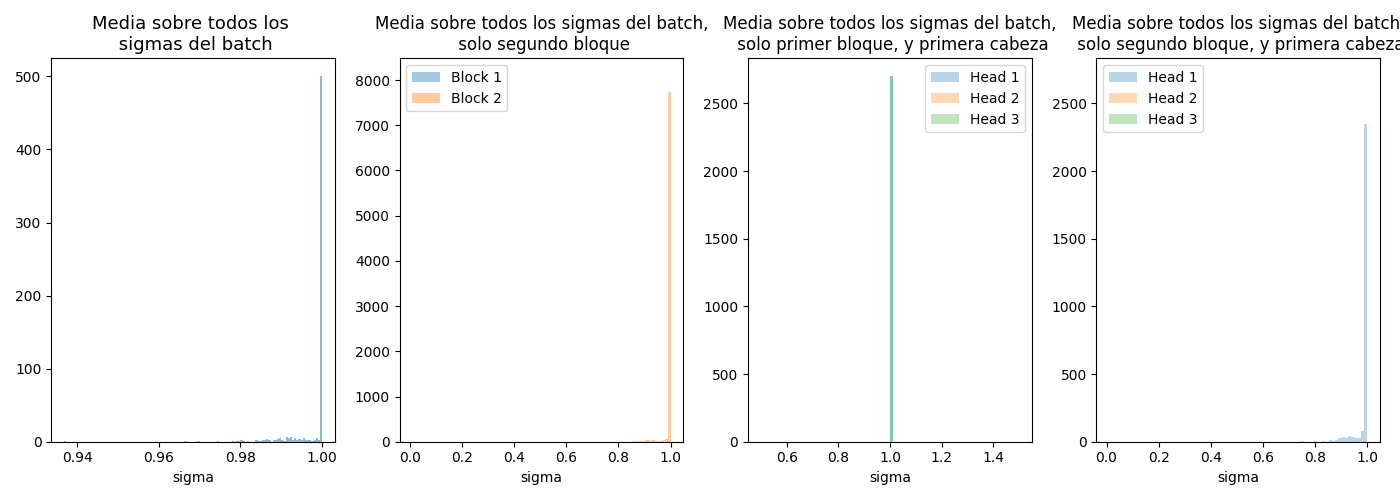 Media sobre todos los
sigmas del batch
500
400
300
200
100
0
0.94
0.96
0.98
1.00
sigma
Media sobre todos los sigmas del batch,
solo segundo bloque
Block 1
Block 2
8000
7000
6000
5000
4000
3000
2000
1000
0
0.0
0.2
0.4
0.6
0.8
1.0
sigma
Media sobre todos los sigmas del batch,
solo primer bloque, y primera cabeza
Head 1
Head 2
Head 3
2500
2000
1500
1000
500
0
0.6
0.8
1.0
1.2
1.4
sigma
Media sobre todos los sigmas del batch
solo segundo bloque, y primera cabeza
Head 1
Head 2
Head 3
2500
2000
1500
1000
500
0
0.0
0.2
0.4
0.6
0.8
1.0
sigma